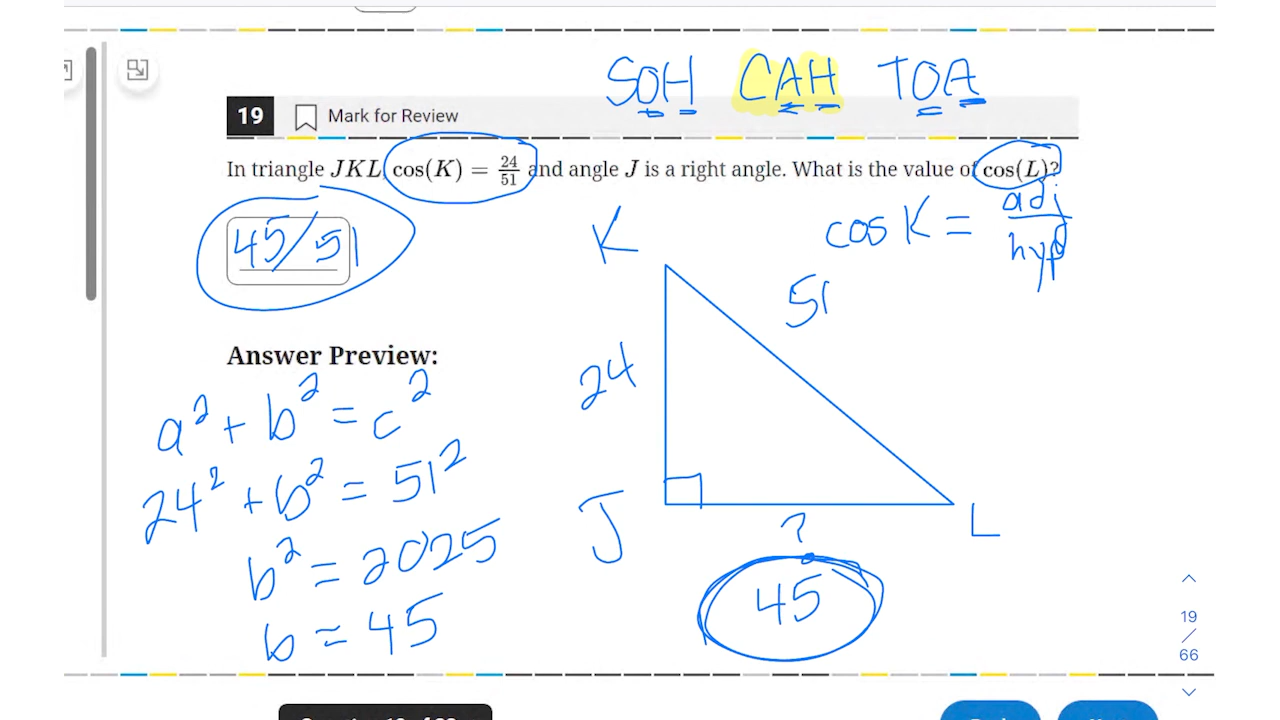 SOH CAH TOA
19 Mark for Review
In triangle JKL, cos(K) = 24/51 and angle J is a right angle. What is the value of cos(L)?
45/51
cos K = adj/hyp
K
51
24
J
?
L
45
Answer Preview:
a² + b² = c²
24² + b² = 51²
b² = 2025
b = 45
19
/
66